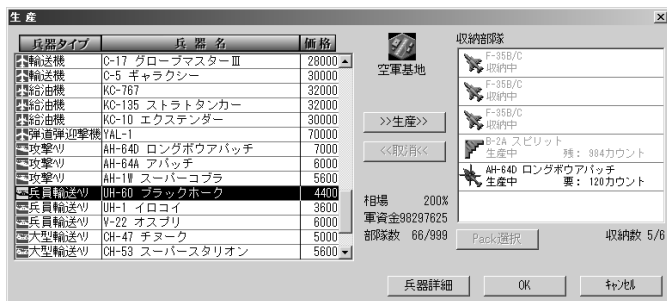 生産
兵器タイプ 兵器名 価格
輸送機 C-17 グローブマスターⅢ 28000
輸送機 C-5 ギャラクシー 30000
給油機 KC-767 32000
給油機 KC-135 ストラトタンカー 32000
給油機 KC-10 エクステンダー 30000
弾道弾迎撃機 YAL-1 70000
攻撃ヘリ AH-64D ロングボウアパッチ 7000
攻撃ヘリ AH-64A アパッチ 6000
攻撃ヘリ AH-1W スーパーコブラ 5600
兵員輸送ヘリ UH-60 ブラックホーク 4400
兵員輸送ヘリ UH-1 イロコイ 3600
兵員輸送ヘリ V-22 オスプリ 6000
大型輸送ヘリ CH-47 チヌーク 5000
大型輸送ヘリ CH-53 スーパースタリオン 5600
空軍基地
>>生産>>
<<取消<<
相場 200%
軍資金98297625
部隊数 66/999
収納部隊
F-35B/C
収納中
F-35B/C
収納中
B-2A スピリット
生産中 残: 984カウント
AH-64D ロングボウアパッチ
生産中 要: 120カウント
Pack選択
収納数 5/6
兵器詳細
OK
キャンセル